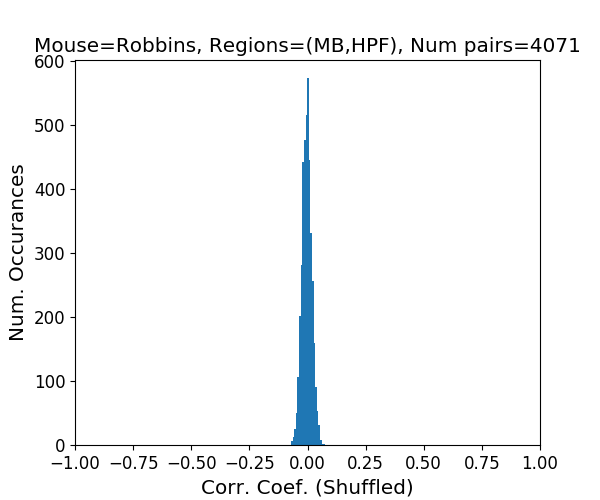 Mouse=Robbins, Regions=(MB,HPF), Num pairs=4071
600
500
400
300
200
100
0
Num. Occurances
−1.00 −0.75 −0.50 −0.25 0.00 0.25 0.50 0.75 1.00
Corr. Coef. (Shuffled)